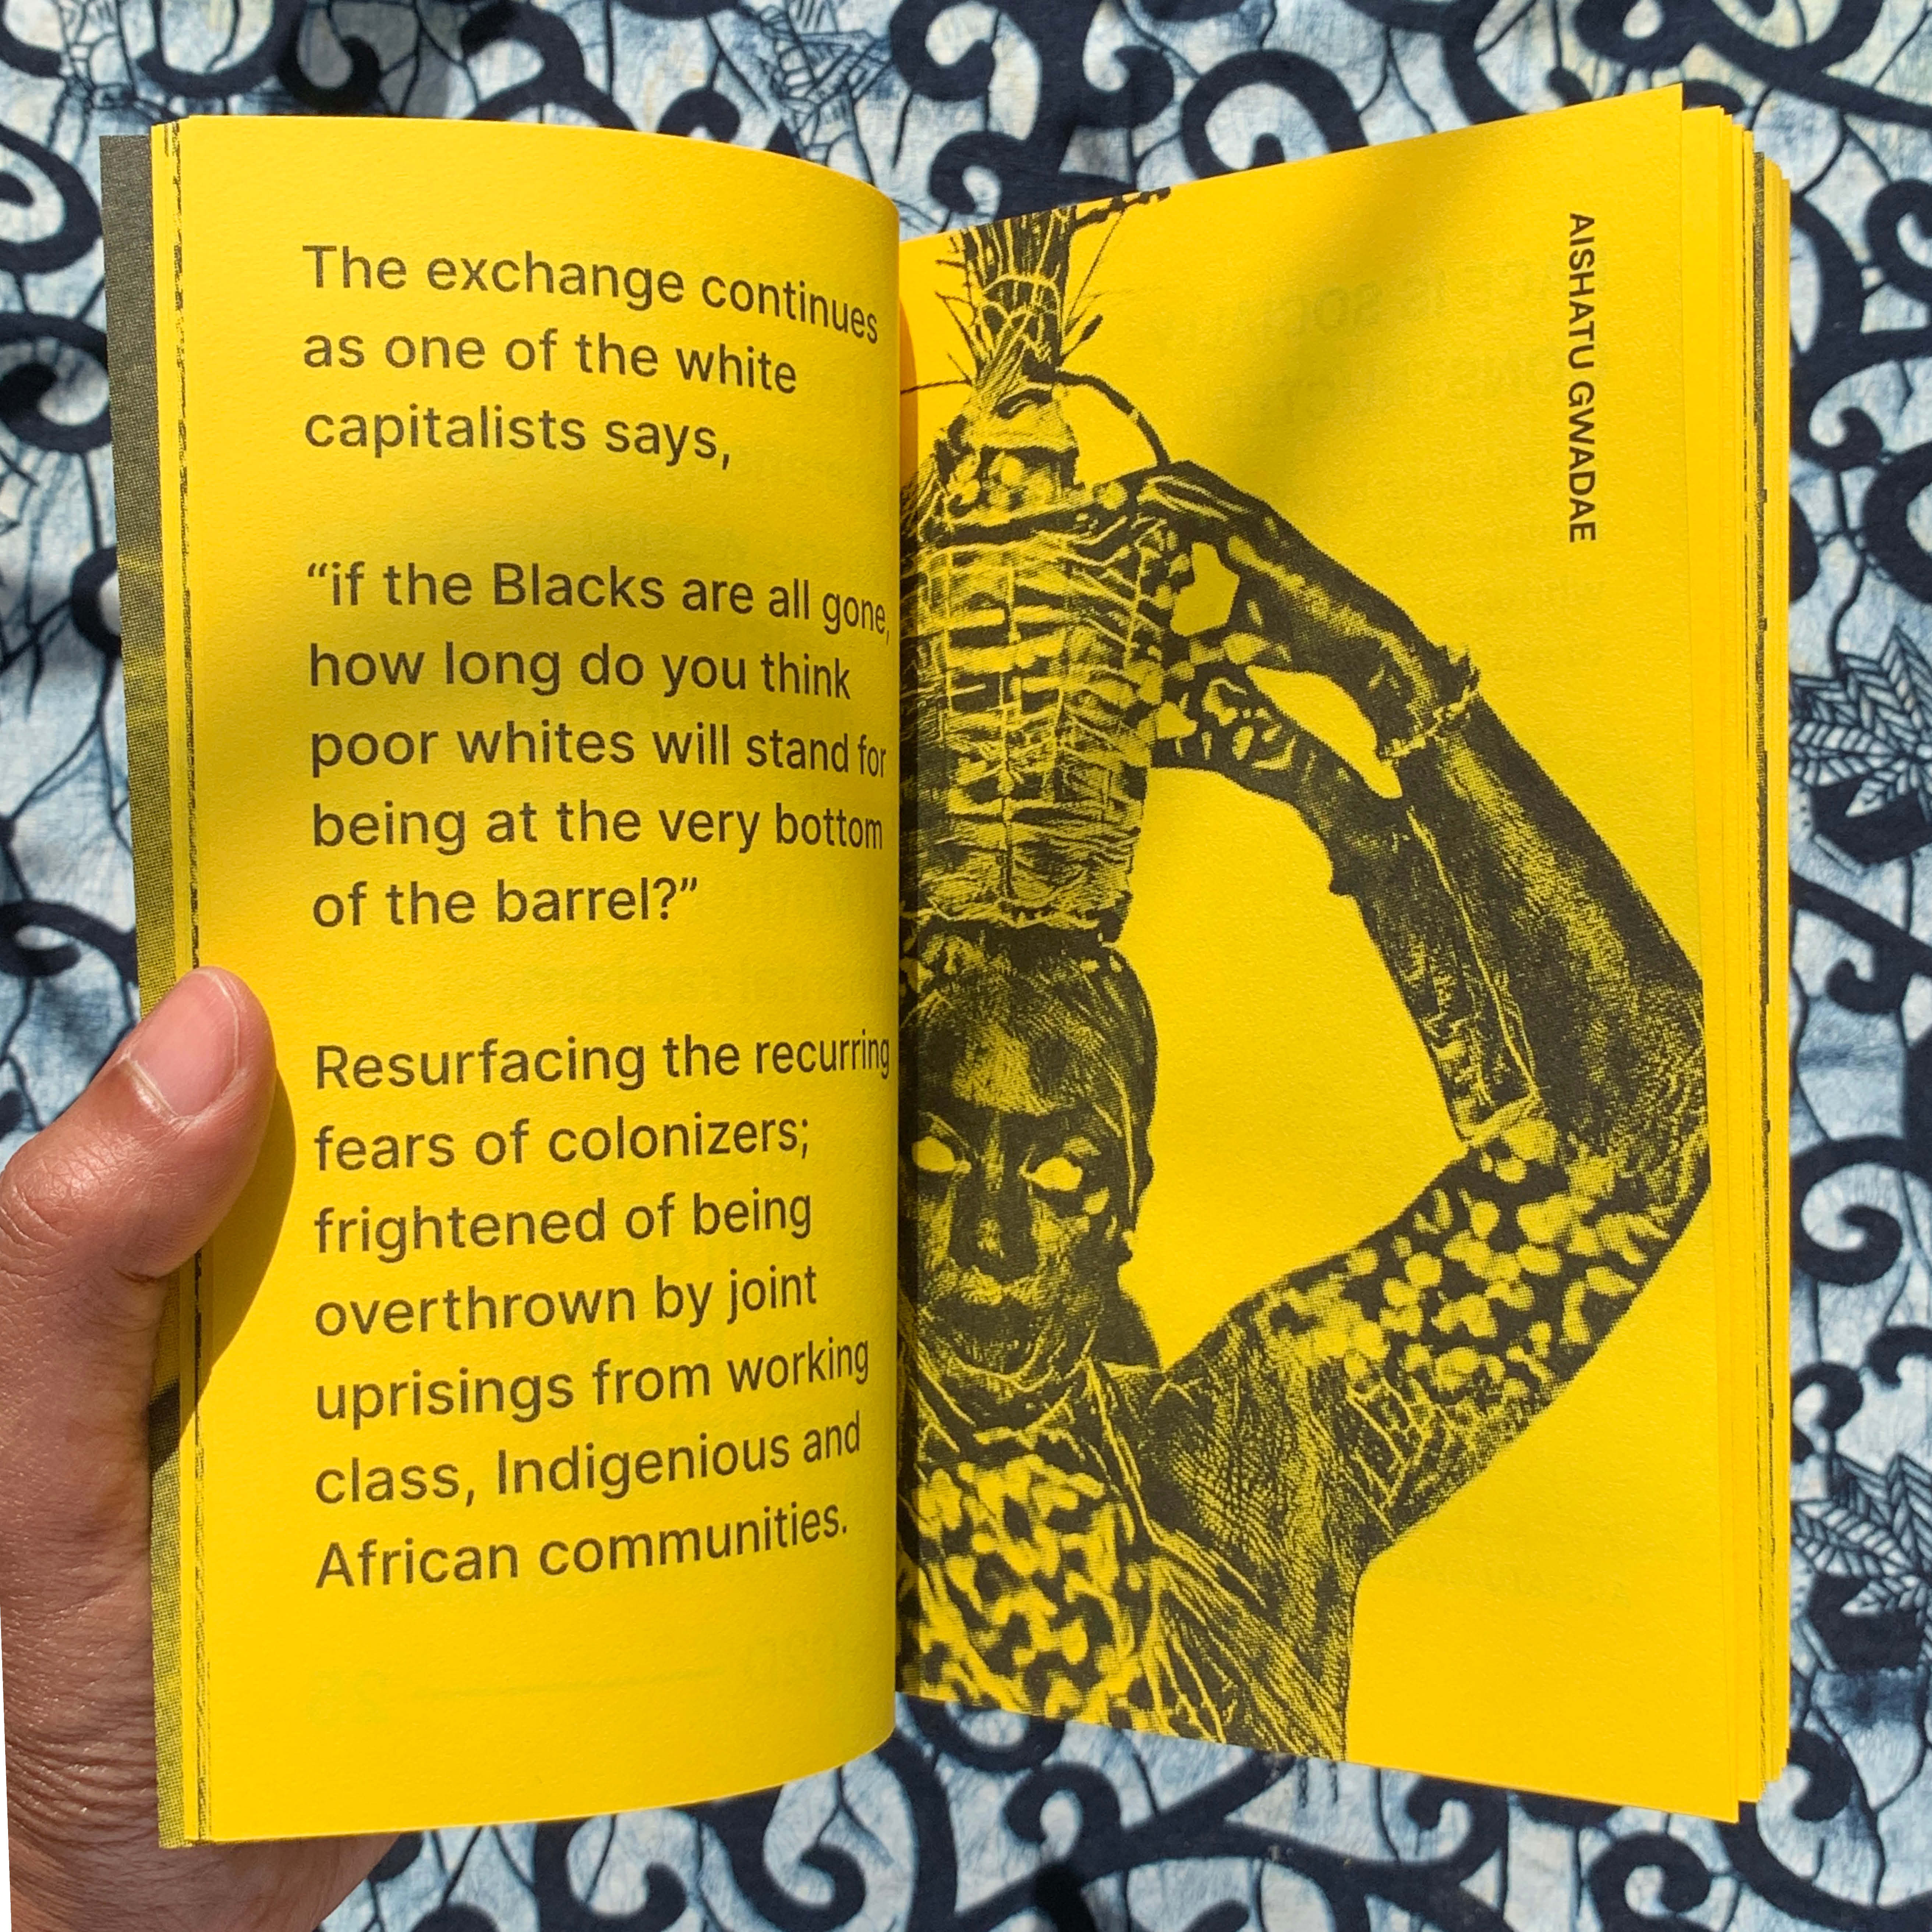 The exchange continues
as one of the white
capitalists says,
“if the Blacks are all gone,
how long do you think
poor whites will stand for
being at the very bottom
of the barrel?”
Resurfacing the recurring
fears of colonizers;
frightened of being
overthrown by joint
uprisings from working
class, Indigenious and
African communities.
AISHATU GWADAE